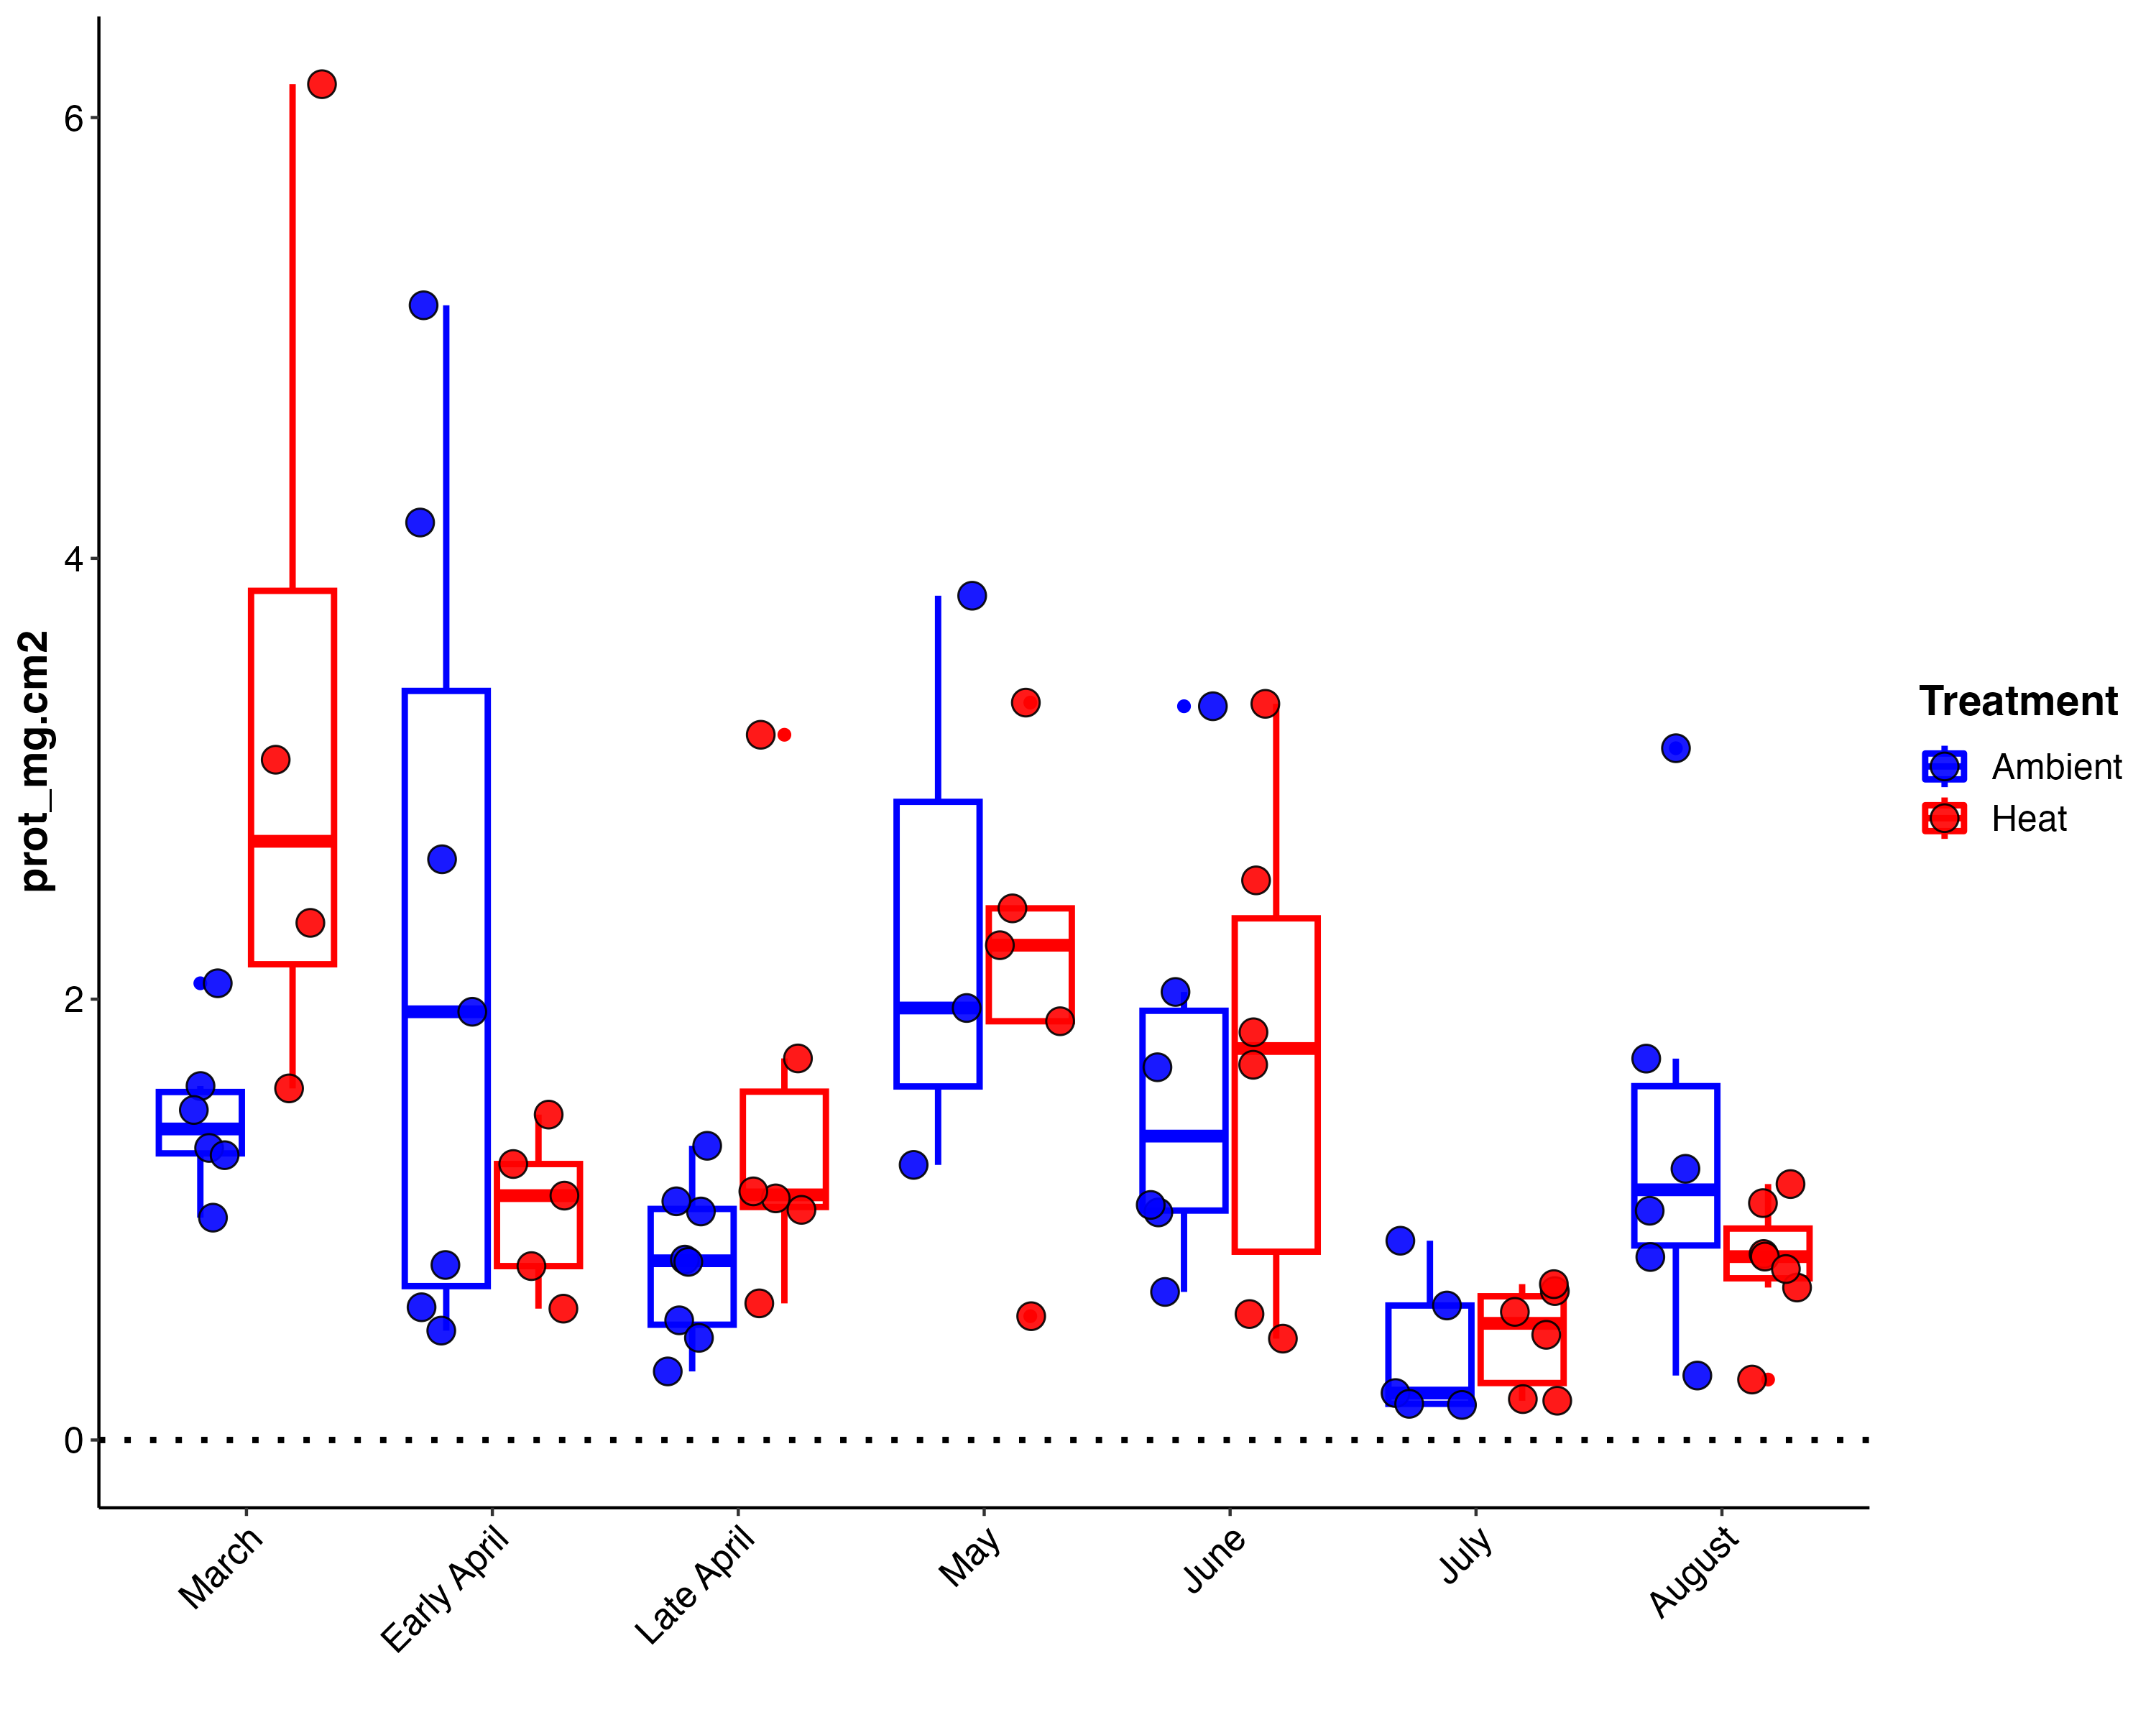 prot_mg.cm2
6
4
2
0
March
Early April
Late April
May
June
July
August
Treatment
Ambient
Heat